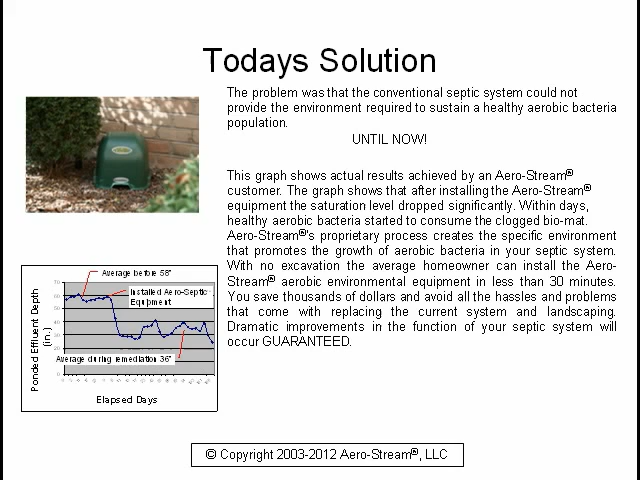 Todays Solution
The problem was that the conventional septic system could not
provide the environment required to sustain a healthy aerobic bacteria
population.
UNTIL NOW!
This graph shows actual results achieved by an Aero-Stream®
customer. The graph shows that after installing the Aero-Stream®
equipment the saturation level dropped significantly. Within days,
healthy aerobic bacteria started to consume the clogged bio-mat.
Aero-Stream®'s proprietary process creates the specific environment
that promotes the growth of aerobic bacteria in your septic system.
With no excavation the average homeowner can install the Aero-
Stream® aerobic environmental equipment in less than 30 minutes.
You save thousands of dollars and avoid all the hassles and problems
that come with replacing the current system and landscaping.
Dramatic improvements in the function of your septic system will
occur GUARANTEED.
Average before 58"
Installed Aero-Septic
Equipment
Average during remediation 36"
Ponded Effluent Depth
(in.)
70
60
50
40
30
20
10
0
Elapsed Days
© Copyright 2003-2012 Aero-Stream®, LLC